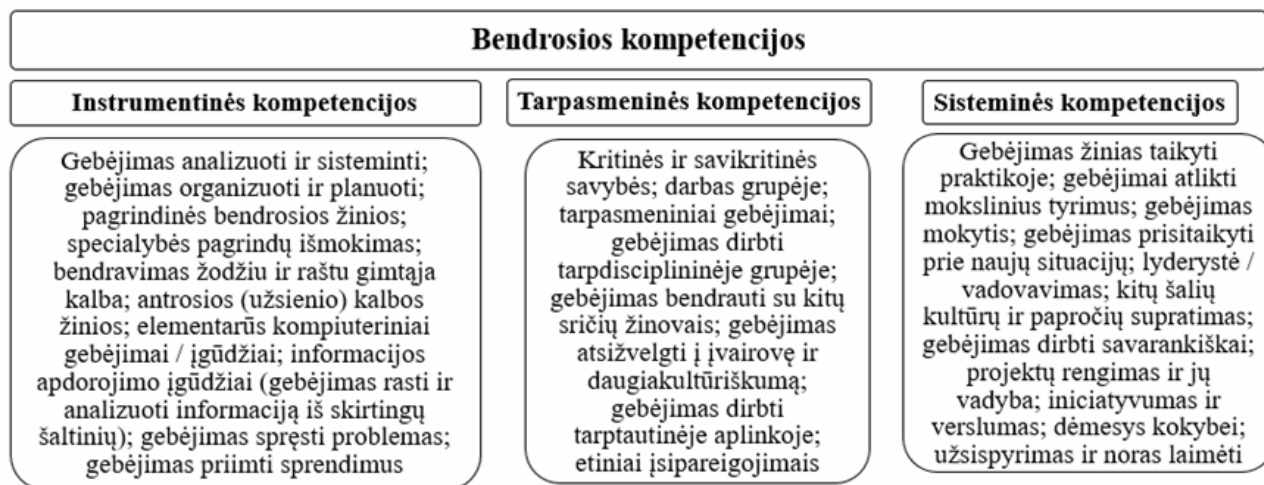 Bendrosios kompetencijos
Instrumentinės kompetencijos
Gebėjimas analizuoti ir sisteminti;
gebėjimas organizuoti ir planuoti;
pagrindinės bendrosios žinios;
specialybės pagrindų išmokimas;
bendravimas žodžiu ir raštu gimtąja
kalba; antrosios (užsienio) kalbos
žinios; elementarūs kompiuteriniai
gebėjimai / įgūdžiai; informacijos
apdorojimo įgūdžiai (gebėjimas rasti ir
analizuoti informaciją iš skirtingų
šaltinių); gebėjimas spręsti problemas;
gebėjimas priimti sprendimus
Tarpasmeninės kompetencijos
Kritinės ir savikritinės
savybės; darbas grupėje;
tarpasmeniniai gebėjimai;
gebėjimas dirbti
tarpdisciplininėje grupėje;
gebėjimas bendrauti su kitų
sričių žinovais; gebėjimas
atsižvelgti į įvairovę ir
daugiakultūriškumą;
gebėjimas dirbti
tarptautinėje aplinkoje;
etiniai įsipareigojimais
Sisteminės kompetencijos
Gebėjimas žinias taikyti
praktikoje; gebėjimai atlikti
mokslinius tyrimus; gebėjimas
mokytis; gebėjimas prisitaikyti
prie naujų situacijų; lyderystė /
vadovavimas; kitų šalių
kultūrų ir papročių supratimas;
gebėjimas dirbti savarankiškai;
projektų rengimas ir jų
vadyba; iniciatyvumas ir
verslumas; dėmesys kokybei;
užsispyrimas ir noras laimėti